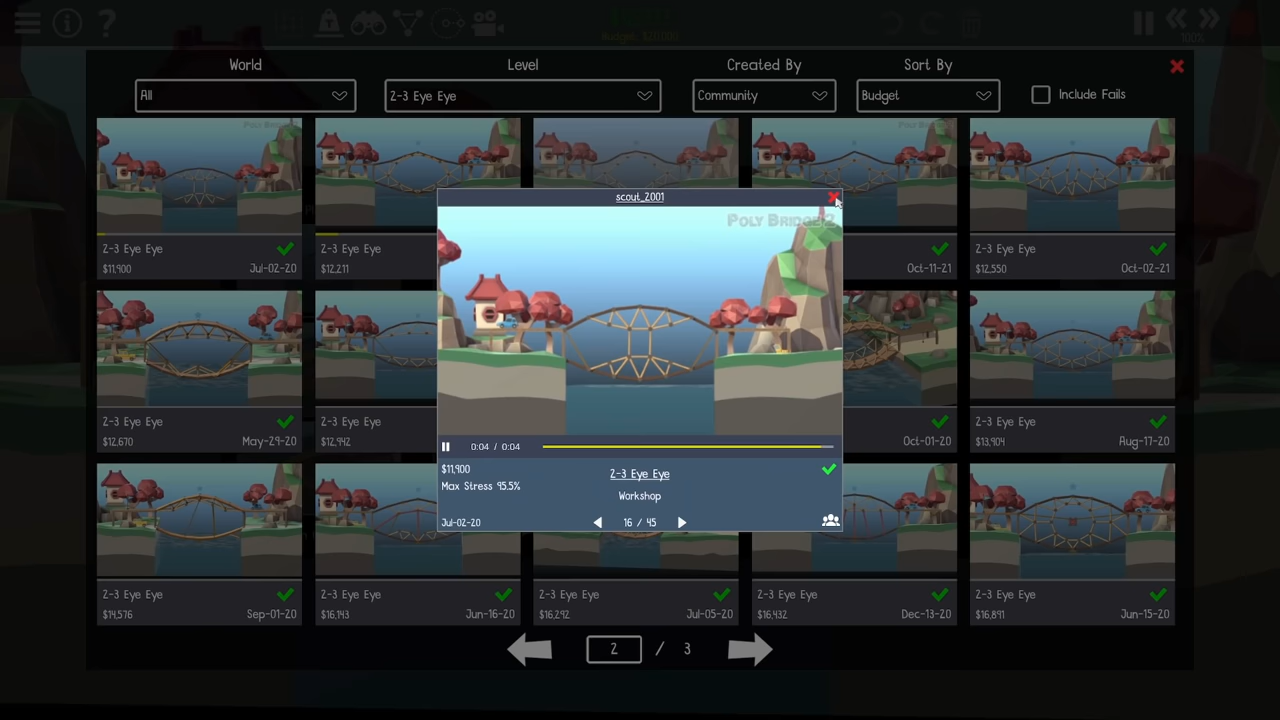 Budget: $20,000
100%
World
Level
Created By
Sort By
All
2-3 Eye Eye
Community
Budget
Include Fails
2-3 Eye Eye
$11,900
Jul-02-20
2-3 Eye Eye
$12,211
Oct-11-21
2-3 Eye Eye
$12,550
Oct-02-21
scout_2001
POLY BRIDGE 2
0:04 / 0:04
$11,900
2-3 Eye Eye
Max Stress 95.5%
Workshop
Jul-02-20
16 / 45
2-3 Eye Eye
$12,670
May-29-20
2-3 Eye Eye
$12,942
Oct-01-20
2-3 Eye Eye
$13,904
Aug-17-20
2-3 Eye Eye
$14,576
Sep-01-20
2-3 Eye Eye
$16,143
Jun-16-20
2-3 Eye Eye
$16,292
Jul-05-20
2-3 Eye Eye
$16,432
Dec-13-20
2-3 Eye Eye
$16,891
Jun-15-20
2 / 3